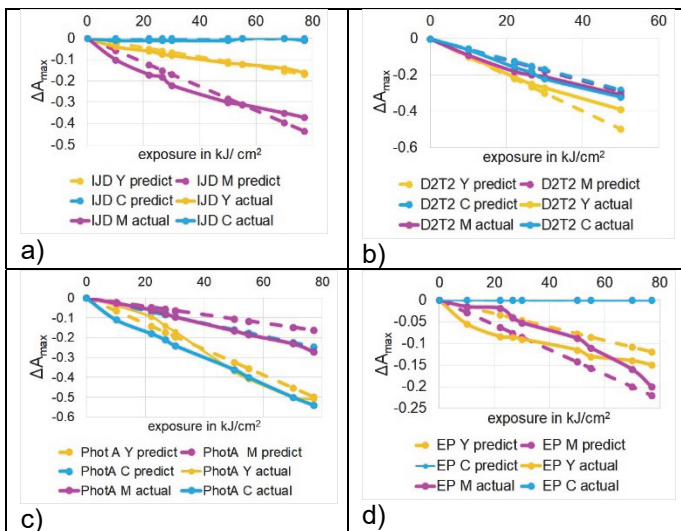 0 20 40 60 80
0
-0.1
-0.2
-0.3
-0.4
-0.5
ΔAmax
exposure in kJ/ cm²
IJD Y predict IJD M predict
IJD C predict IJD Y actual
IJD M actual IJD C actual
a)
0 20 40 60
0
-0.2
-0.4
-0.6
ΔAmax
exposure in kJ/cm²
D2T2 Y predict D2T2 M predict
D2T2 C predict D2T2 Y actual
D2T2 M actual D2T2 C actual
b)
0 20 40 60 80
0
-0.1
-0.2
-0.3
-0.4
-0.5
-0.6
ΔAmax
exposure in kJ/cm²
Phot A Y predict PhotA M predict
PhotA C predict PhotA Y actual
PhotA M actual PhotA C actual
c)
0 20 40 60 80
0
-0.05
-0.1
-0.15
-0.2
-0.25
ΔAmax
exposure in kJ/cm²
EP Y predict EP M predict
EP C predict EP Y actual
EP M actual EP C actual
d)